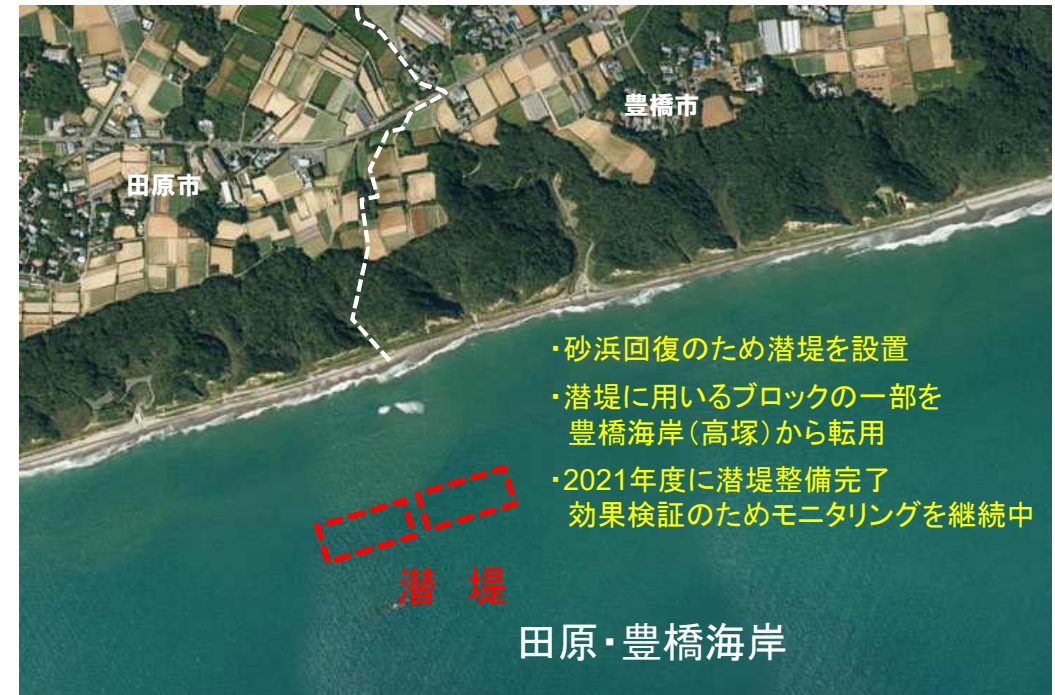 豊橋市
田原市
・砂浜回復のため潜堤を設置
・潜堤に用いるブロックの一部を
豊橋海岸（高塚）から転用
・2021年度に潜堤整備完了
効果検証のためモニタリングを継続中
潜 堤
田原・豊橋海岸